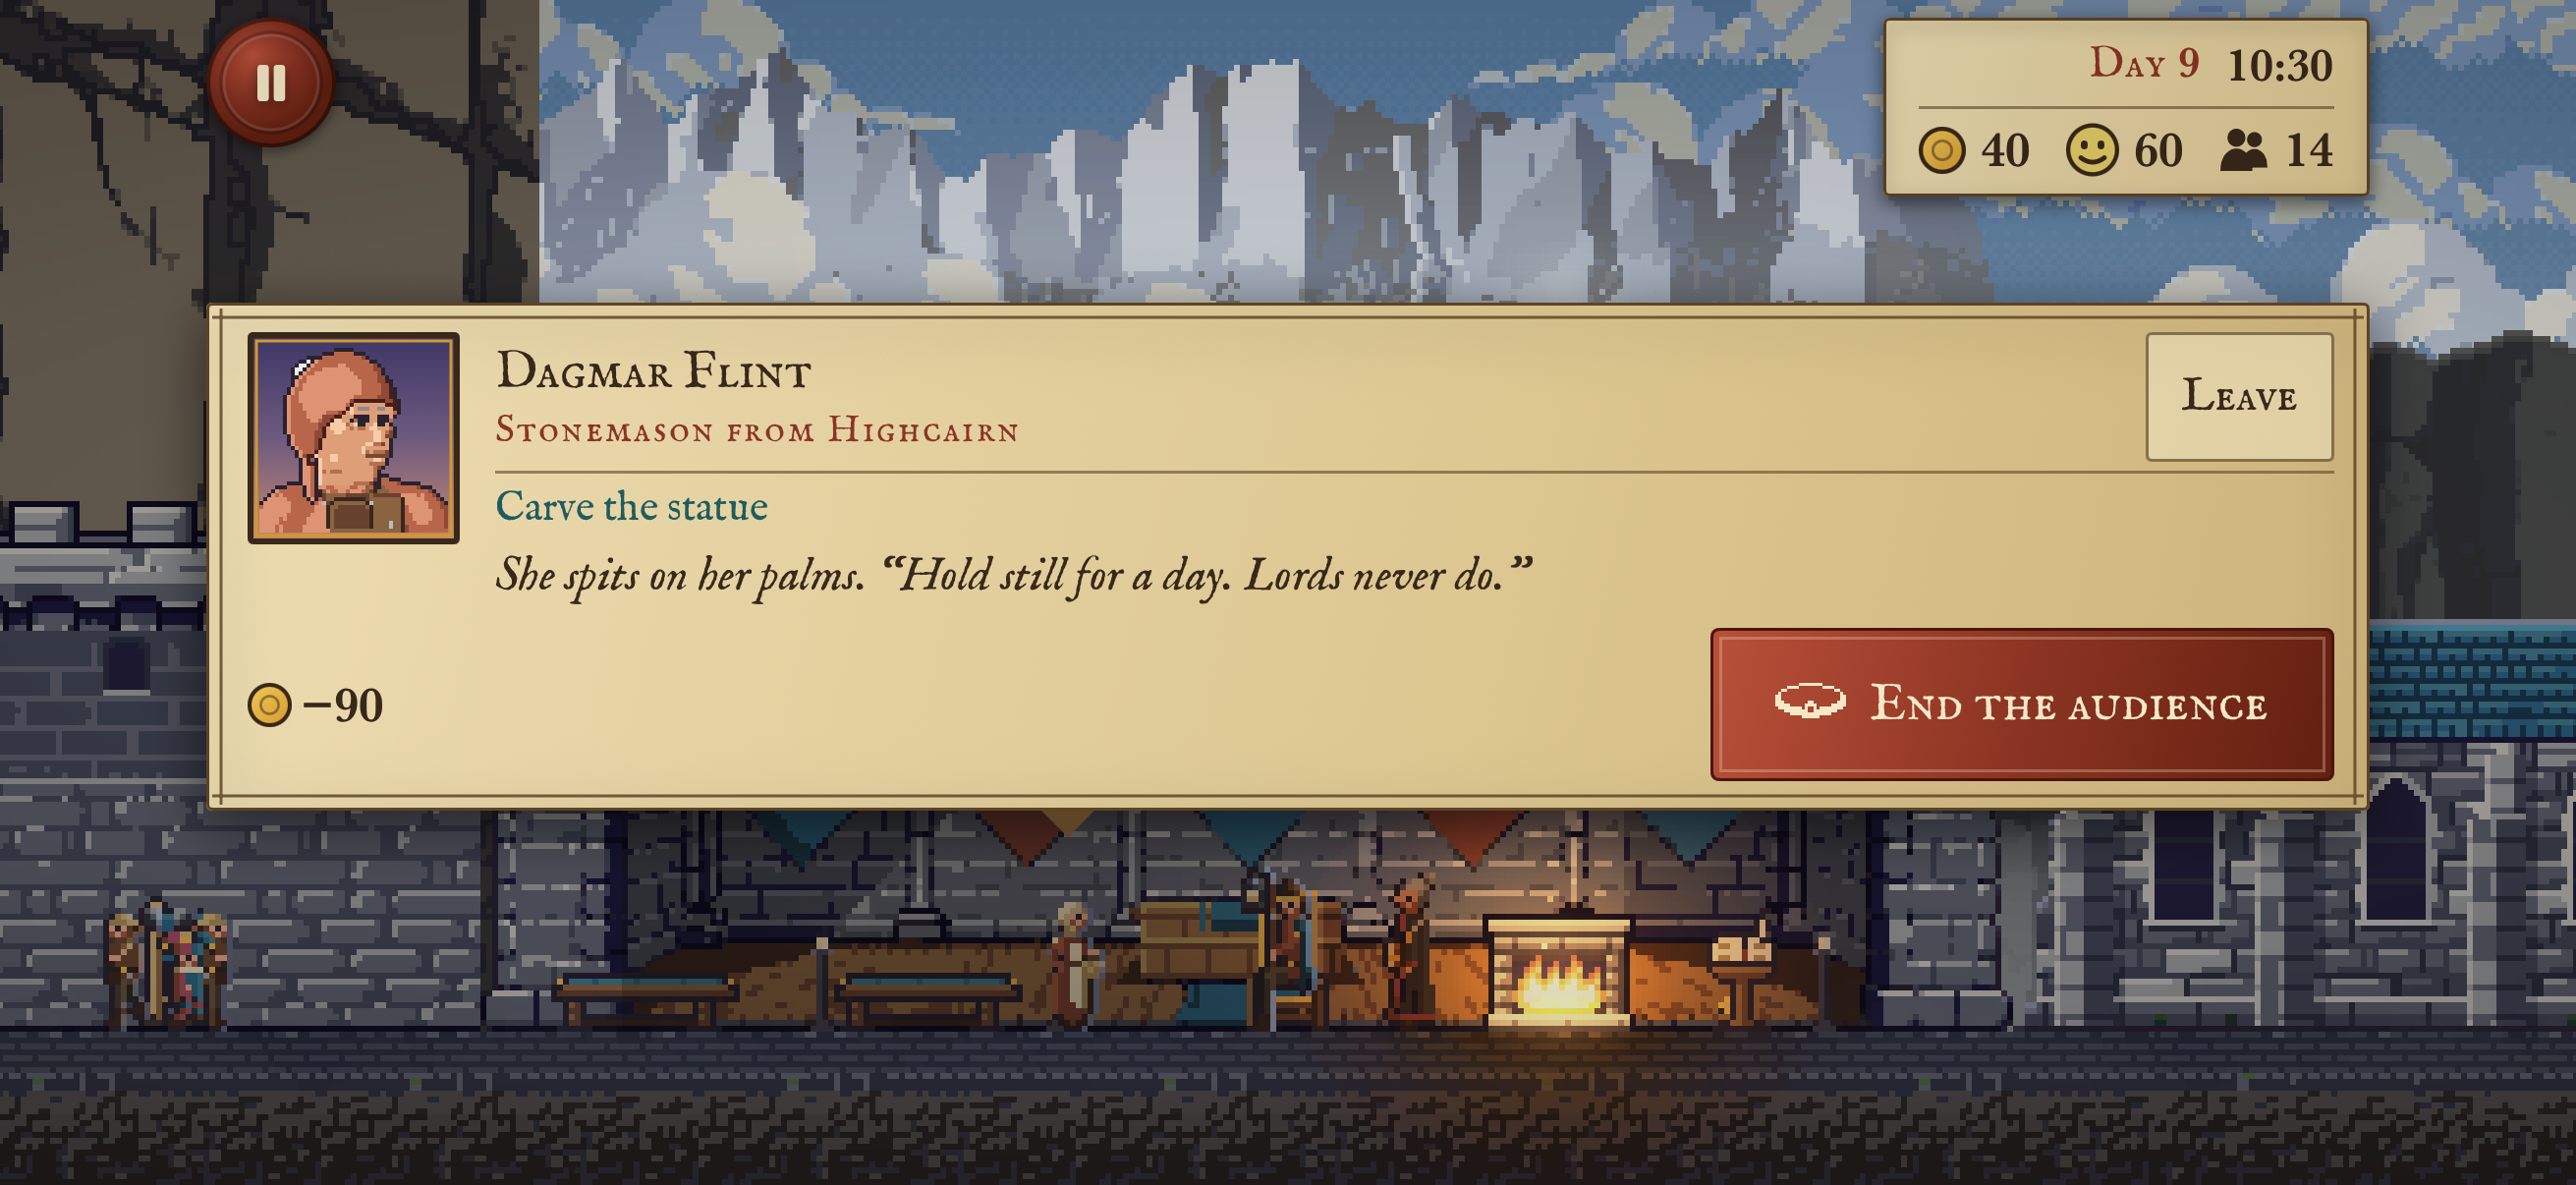 Day 9 10:30
40 60 14
Dagmar Flint
Leave
Stonemason from Highcairn
Carve the statue
She spits on her palms. “Hold still for a day. Lords never do.”
−90
End the audience